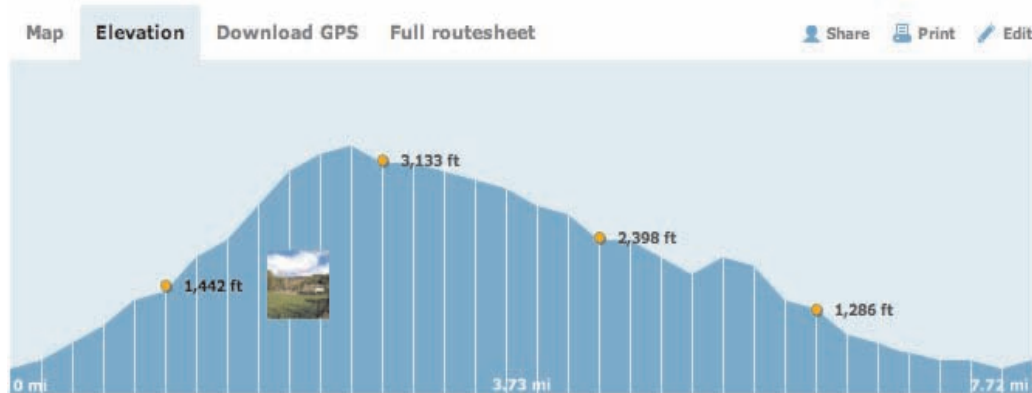 Map Elevation Download GPS Full routesheet Share Print Edit
3,133 ft
2,398 ft
1,442 ft
1,286 ft
0 mi 3.73 mi 7.72 mi